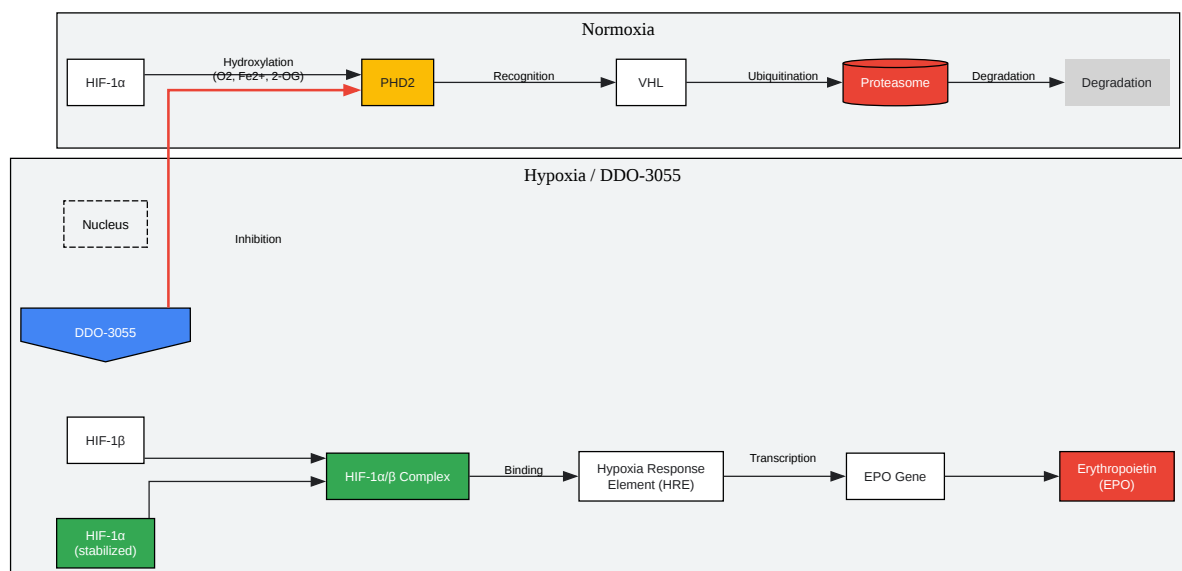 Normoxia
HIF-1α
Hydroxylation
(O2, Fe2+, 2-OG)
PHD2
Recognition
VHL
Ubiquitination
Proteasome
Degradation
Degradation
Hypoxia / DDO-3055
Nucleus
Inhibition
DDO-3055
HIF-1β
HIF-1α/β Complex
Binding
Hypoxia Response
Element (HRE)
Transcription
EPO Gene
Erythropoietin
(EPO)
HIF-1α
(stabilized)